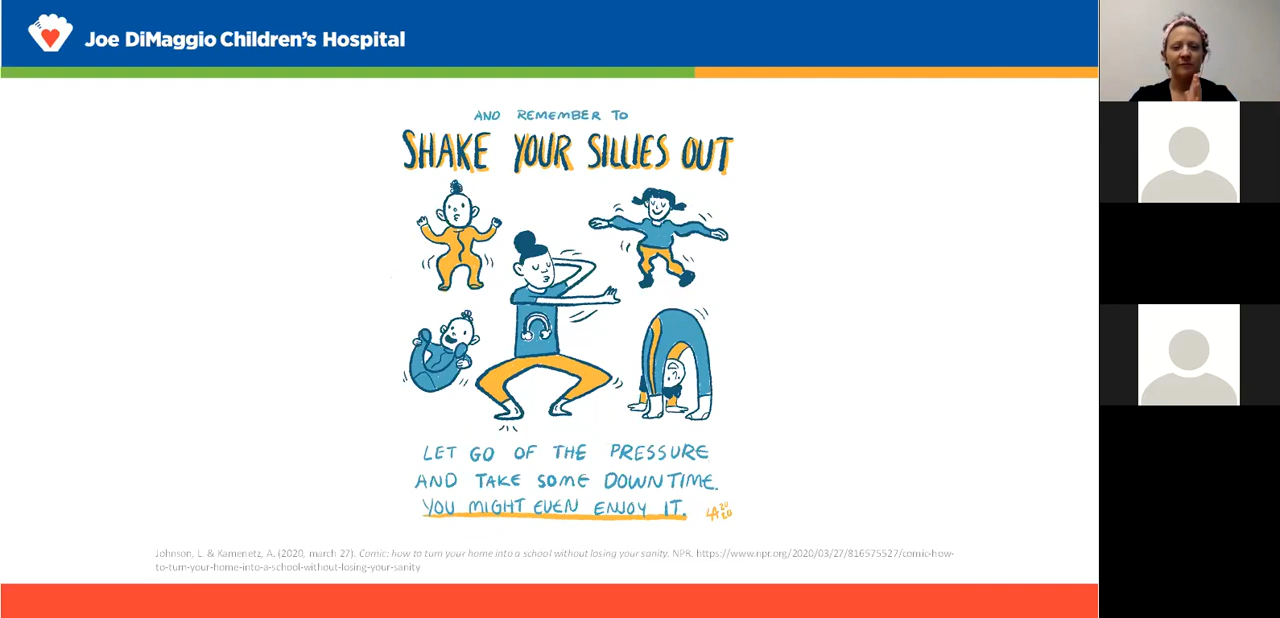 Joe DiMaggio Children's Hospital
AND REMEMBER TO
SHAKE YOUR SILLIES OUT
LET GO OF THE PRESSURE
AND TAKE SOME DOWNTIME.
YOU MIGHT EVEN ENJOY IT.
LA 2020
Johnson, L. & Kamenetz, A. (2020, march 27). Comic: how to turn your home into a school without losing your sanity. NPR. https://www.npr.org/2020/03/27/816575527/comic-how-
to-turn-your-home-into-a-school-without-losing-your-sanity